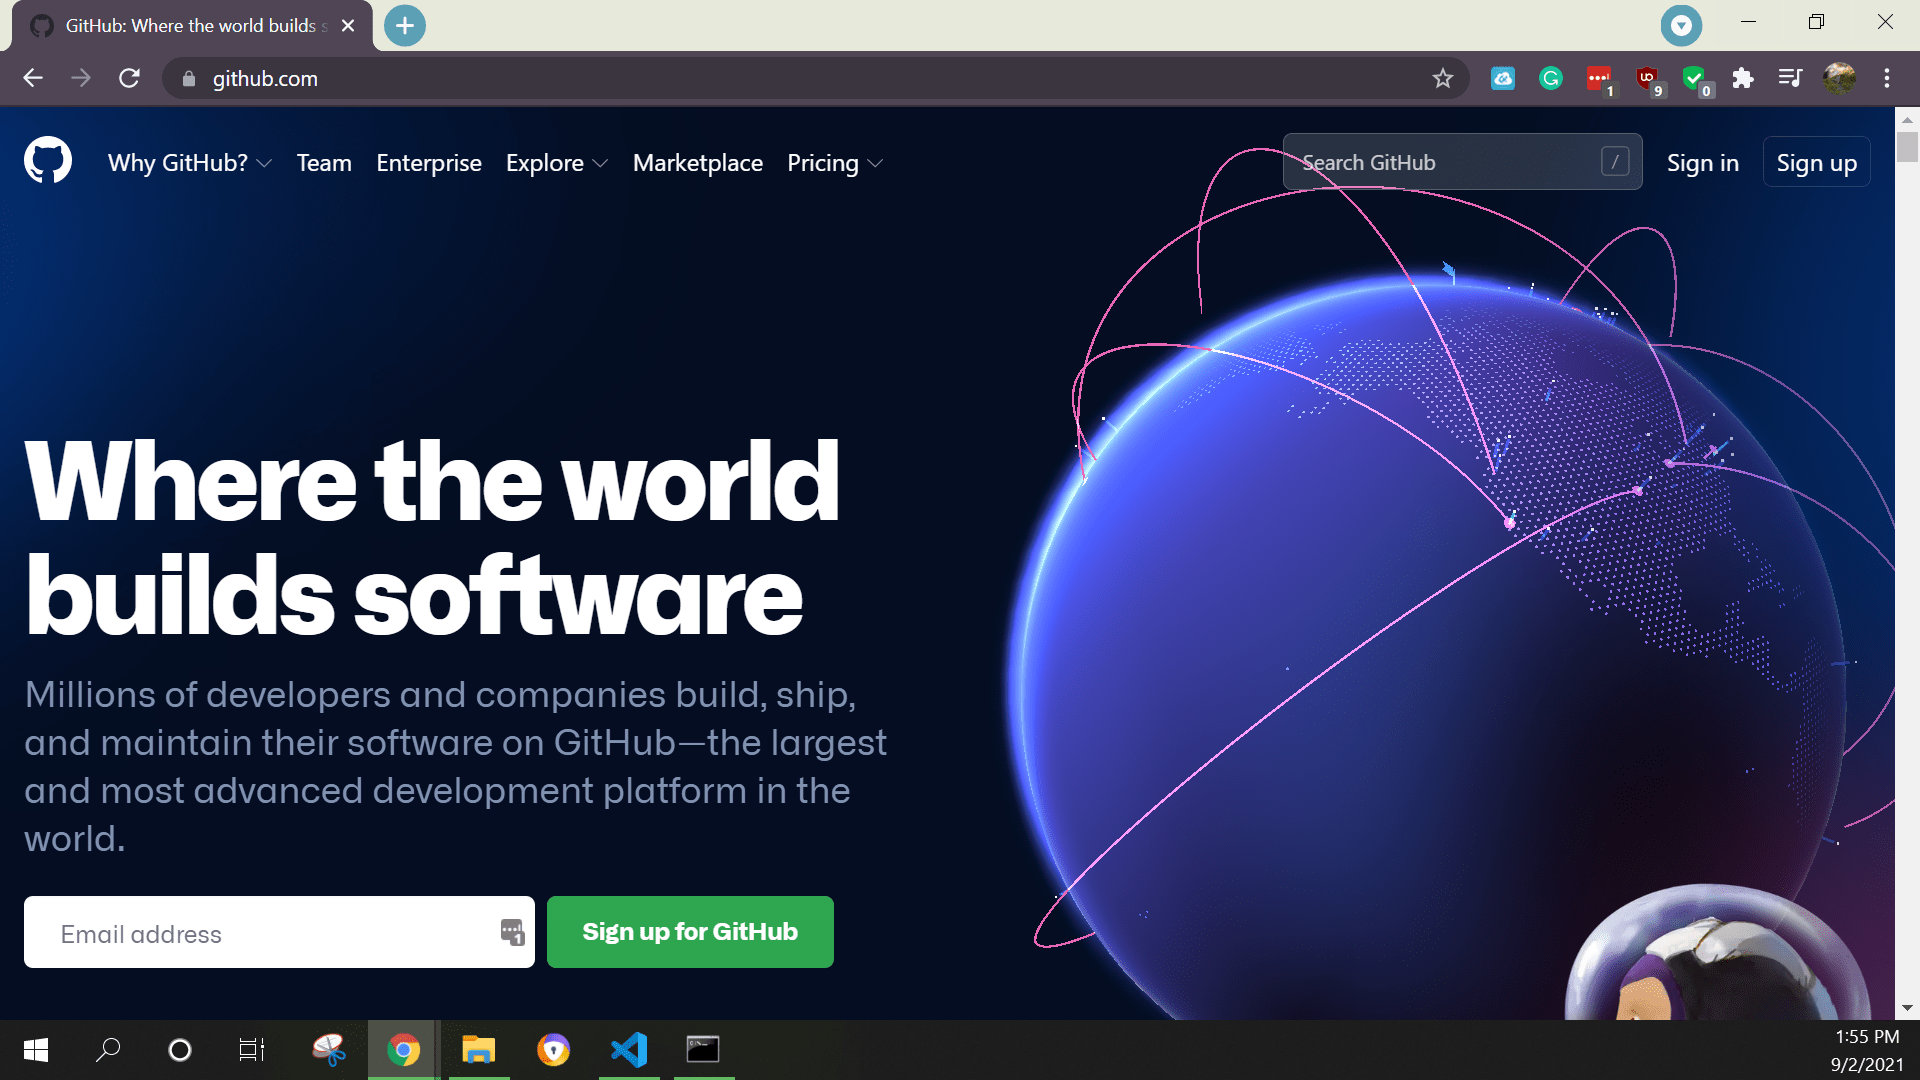 GitHub: Where the world builds s
github.com
1
9
0
Why GitHub? Team Enterprise Explore Marketplace Pricing
Search GitHub /
Sign in
Sign up
Where the world
builds software
Millions of developers and companies build, ship,
and maintain their software on GitHub—the largest
and most advanced development platform in the
world.
Email address
1
Sign up for GitHub
1:55 PM
9/2/2021